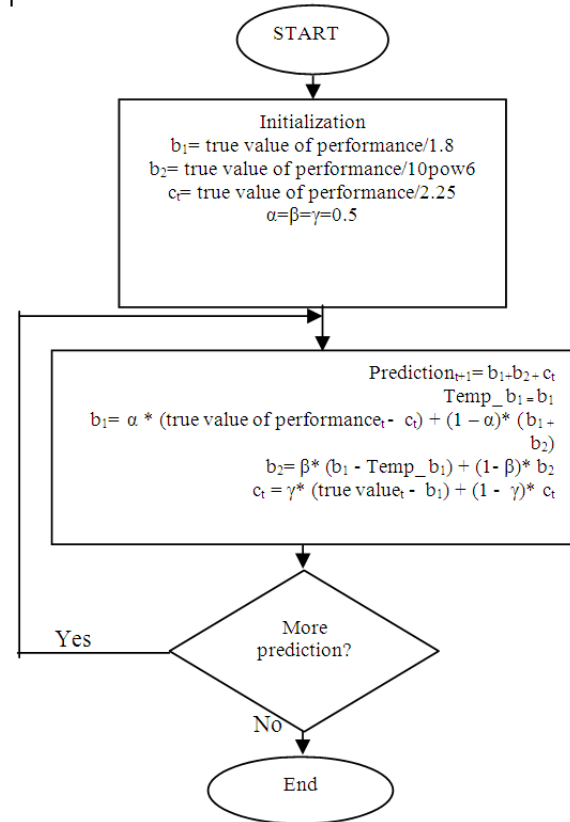 START
Initialization
b₁= true value of performance/1.8
b₂= true value of performance/10pow6
cₜ= true value of performance/2.25
α=β=γ=0.5
Predictionₜ₊₁= b₁+b₂+ cₜ
Temp_b₁=b₁
b₁= α * (true value of performanceₜ- cₜ) + (1 – α)* (b₁ +
b₂)
b₂= β* (b₁ - Temp_b₁) + (1- β)* b₂
cₜ = γ* (true valueₜ- b₁) + (1 - γ)* cₜ
More
prediction?
Yes
No
End